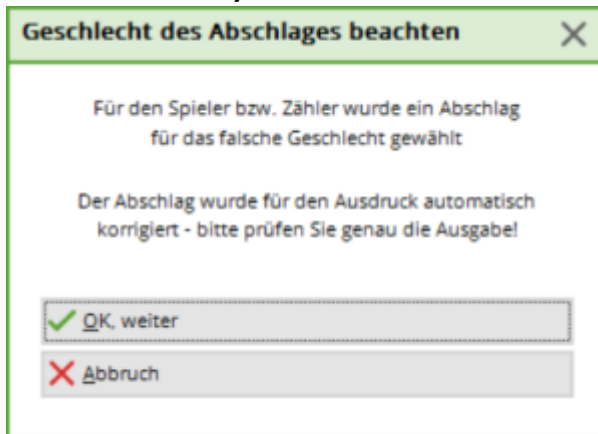 Geschlecht des Abschlages beachten
Für den Spieler bzw. Zähler wurde ein Abschlag
für das falsche Geschlecht gewählt
Der Abschlag wurde für den Ausdruck automatisch
korrigiert - bitte prüfen Sie genau die Ausgabe!
OK, weiter
Abbruch